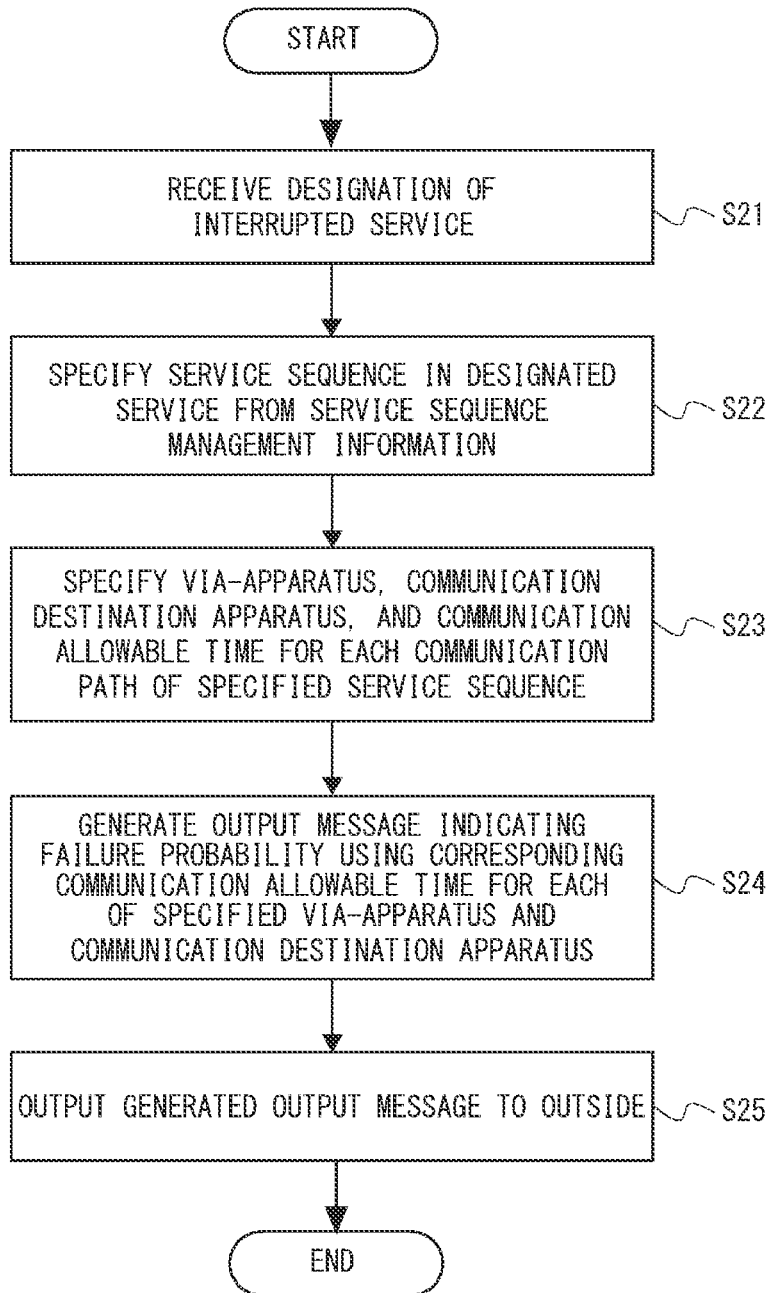 START
RECEIVE DESIGNATION OF
INTERRUPTED SERVICE
S21
SPECIFY SERVICE SEQUENCE IN DESIGNATED
SERVICE FROM SERVICE SEQUENCE
MANAGEMENT INFORMATION
S22
SPECIFY VIA-APPARATUS, COMMUNICATION
DESTINATION APPARATUS, AND COMMUNICATION
ALLOWABLE TIME FOR EACH COMMUNICATION
PATH OF SPECIFIED SERVICE SEQUENCE
S23
GENERATE OUTPUT MESSAGE INDICATING
FAILURE PROBABILITY USING CORRESPONDING
COMMUNICATION ALLOWABLE TIME FOR EACH
OF SPECIFIED VIA-APPARATUS AND
COMMUNICATION DESTINATION APPARATUS
S24
OUTPUT GENERATED OUTPUT MESSAGE TO OUTSIDE
S25
END